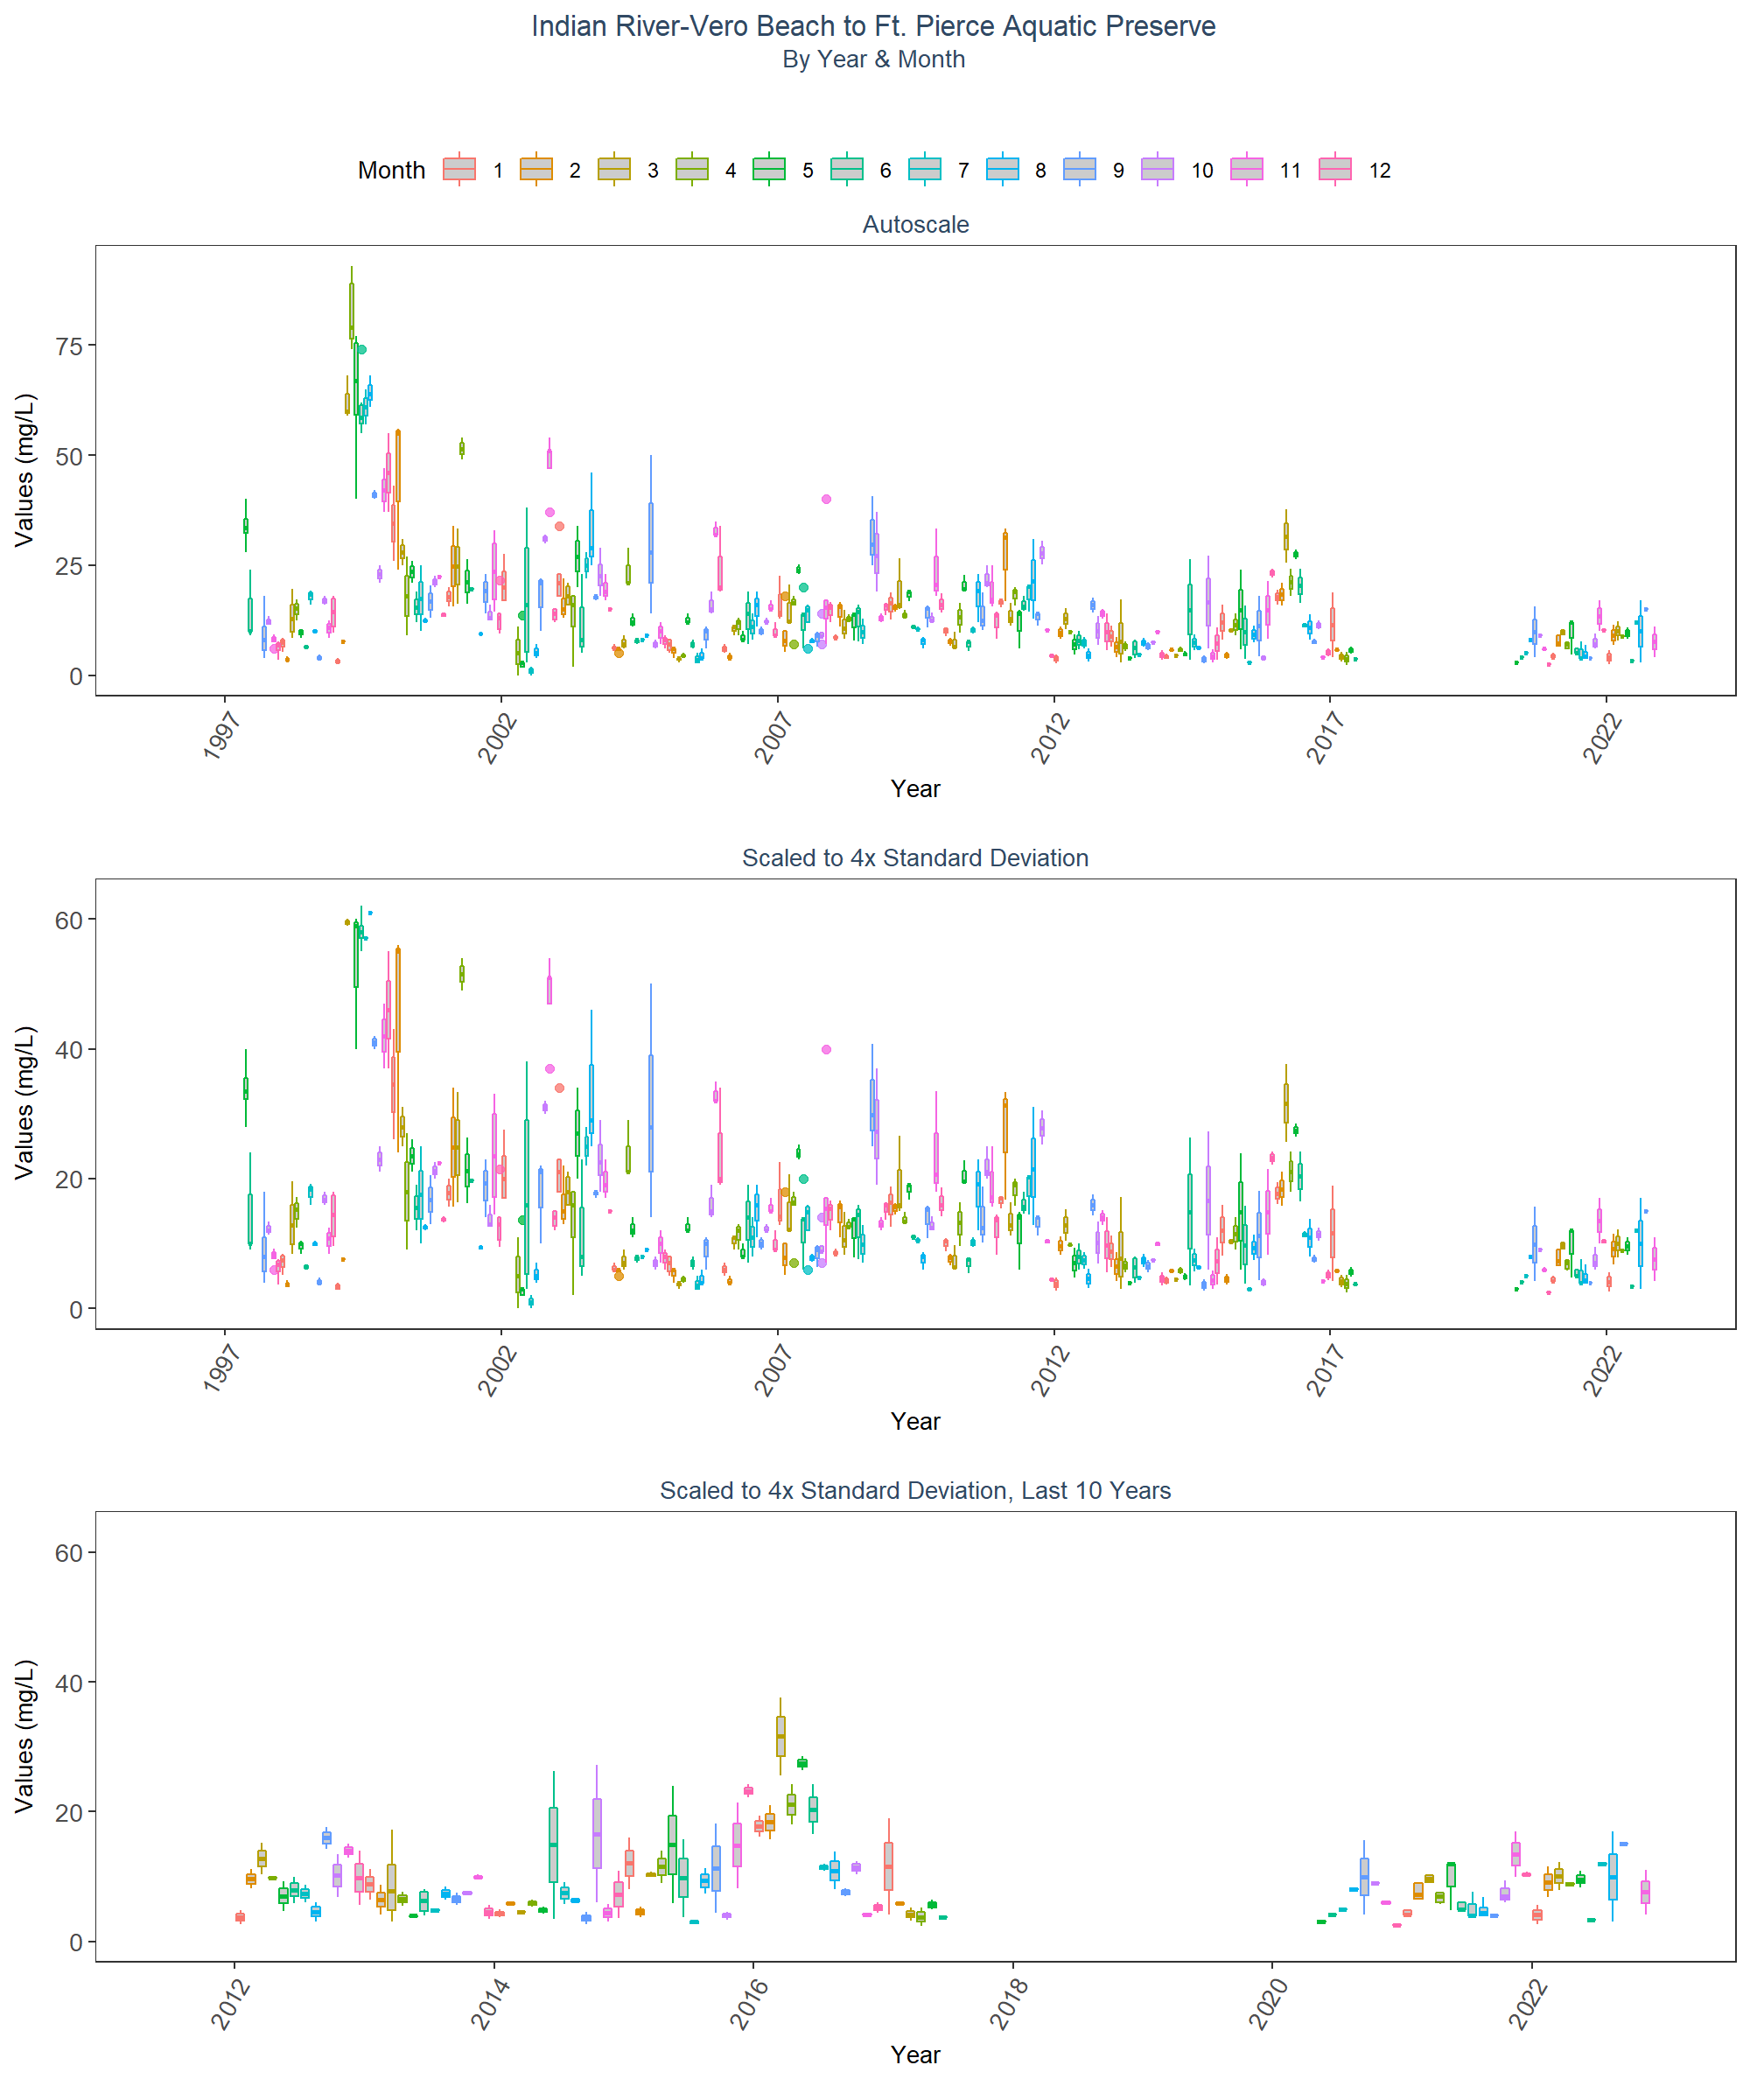 Indian River-Vero Beach to Ft. Pierce Aquatic Preserve
By Year & Month
Month 1 2 3 4 5 6 7 8 9 10 11 12
Autoscale
75
50
25
0
Values (mg/L)
1997 2002 2007 2012 2017 2022
Year
Scaled to 4x Standard Deviation
60
40
20
0
Values (mg/L)
1997 2002 2007 2012 2017 2022
Year
Scaled to 4x Standard Deviation, Last 10 Years
60
40
20
0
Values (mg/L)
2012 2014 2016 2018 2020 2022
Year